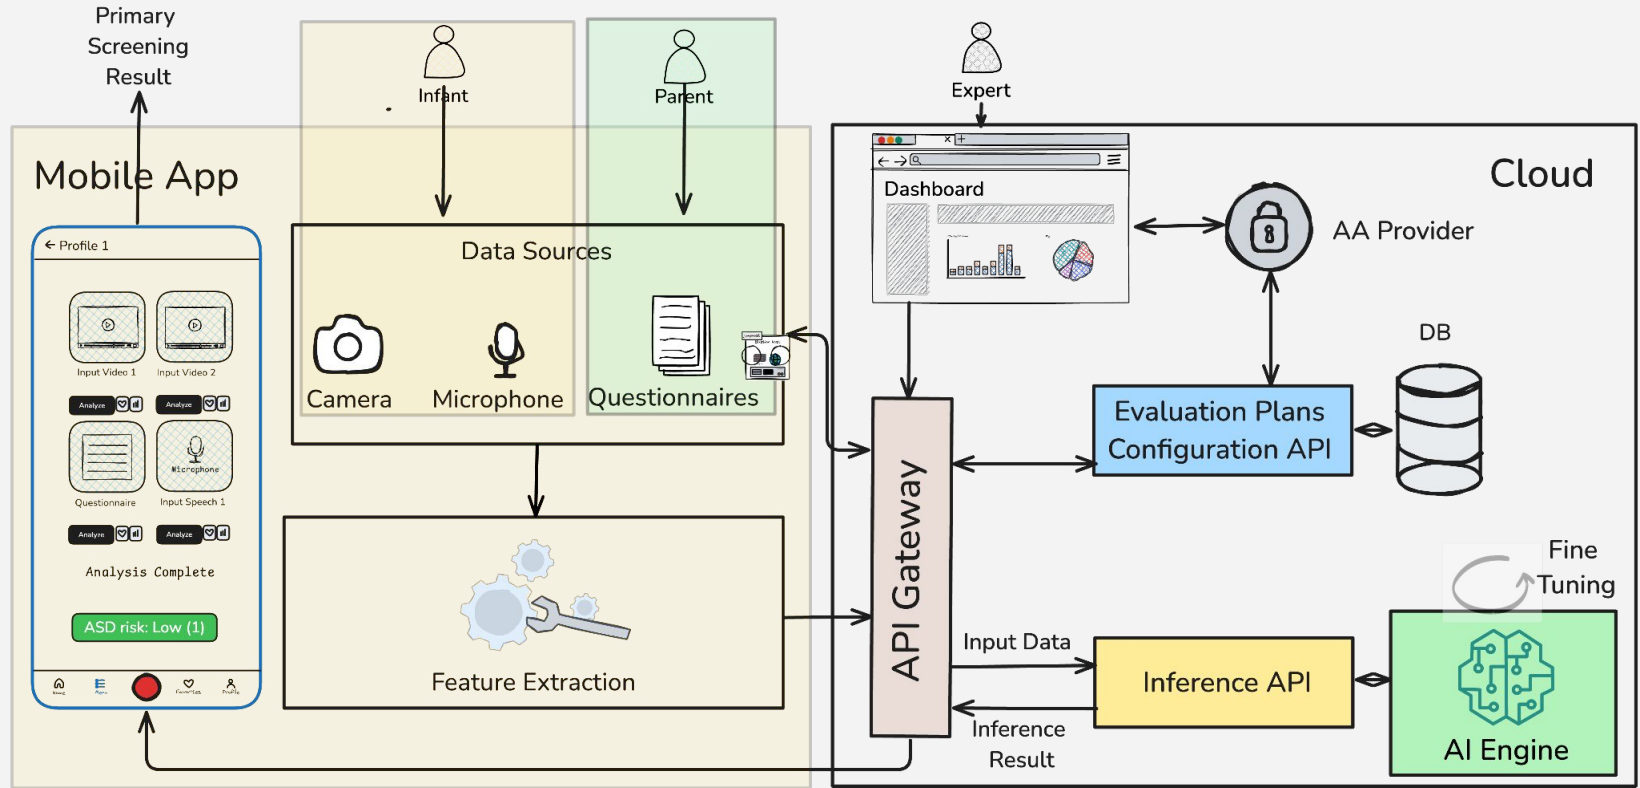 Primary
Screening
Result
Infant
Parent
Expert
Mobile App
Cloud
Profile 1
Input Video 1
Input Video 2
Analyze
Analyze
Microphone
Questionnaire
Input Speech 1
Analyze
Analyze
Analysis Complete
ASD risk: Low (1)
Home
Favorites
Profile
Data Sources
Camera
Microphone
Questionnaires
Feature Extraction
Dashboard
AA Provider
DB
Evaluation Plans
Configuration API
API Gateway
Input Data
Inference API
Inference
Result
Fine
Tuning
AI Engine